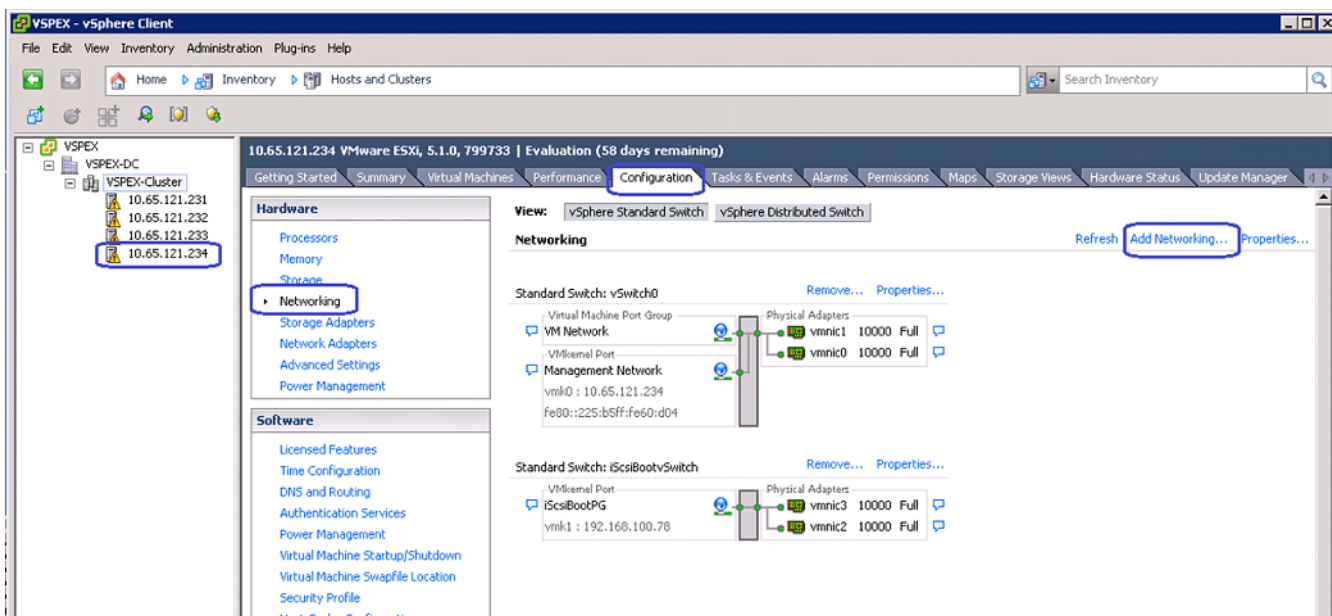 VSPEX - vSphere Client
File Edit View Inventory Administration Plug-ins Help
Home Inventory Hosts and Clusters
Search Inventory
VSPEX
VSPEX-DC
VSPEX-Cluster
10.65.121.231
10.65.121.232
10.65.121.233
10.65.121.234
10.65.121.234 VMware ESXi, 5.1.0, 799733 | Evaluation (58 days remaining)
Getting Started Summary Virtual Machines Performance Configuration Tasks & Events Alarms Permissions Maps Storage Views Hardware Status Update Manager
Hardware
Processors
Memory
Storage
Networking
Storage Adapters
Network Adapters
Advanced Settings
Power Management
Software
Licensed Features
Time Configuration
DNS and Routing
Authentication Services
Power Management
Virtual Machine Startup/Shutdown
Virtual Machine Swapfile Location
Security Profile
View: vSphere Standard Switch vSphere Distributed Switch
Networking
Refresh Add Networking... Properties...
Standard Switch: vSwitch0 Remove... Properties...
Virtual Machine Port Group Physical Adapters
VM Network vmnic1 10000 Full
vmnic0 10000 Full
VMkernel Port
Management Network
vmk0 : 10.65.121.234
fe80::225:b5ff:fe60:d04
Standard Switch: iScsiBootvSwitch Remove... Properties...
VMkernel Port Physical Adapters
iScsiBootPG vmnic3 10000 Full
vmk1 : 192.168.100.78 vmnic2 10000 Full